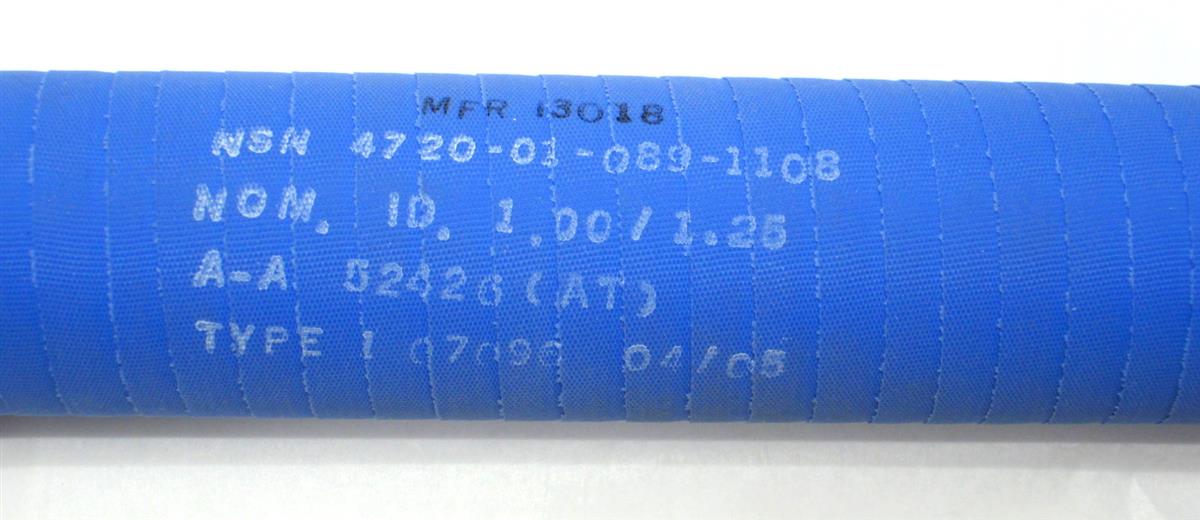 MFR 13018
NSN 4720-01-089-1108
NOM. ID. 1.00/1.25
A-A 52426(AT)
TYPE I 07096 04/05